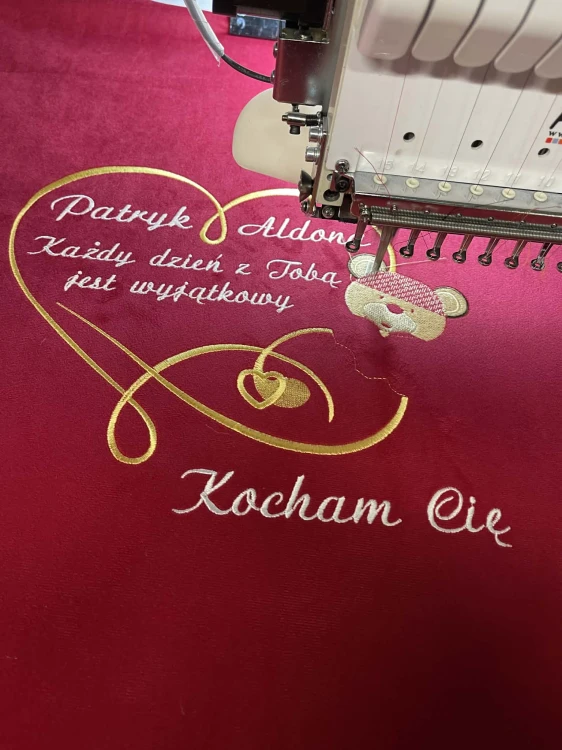 Patryk Aldona
Każdy dzień z Tobą
jest wyjątkowy
Kocham Cię